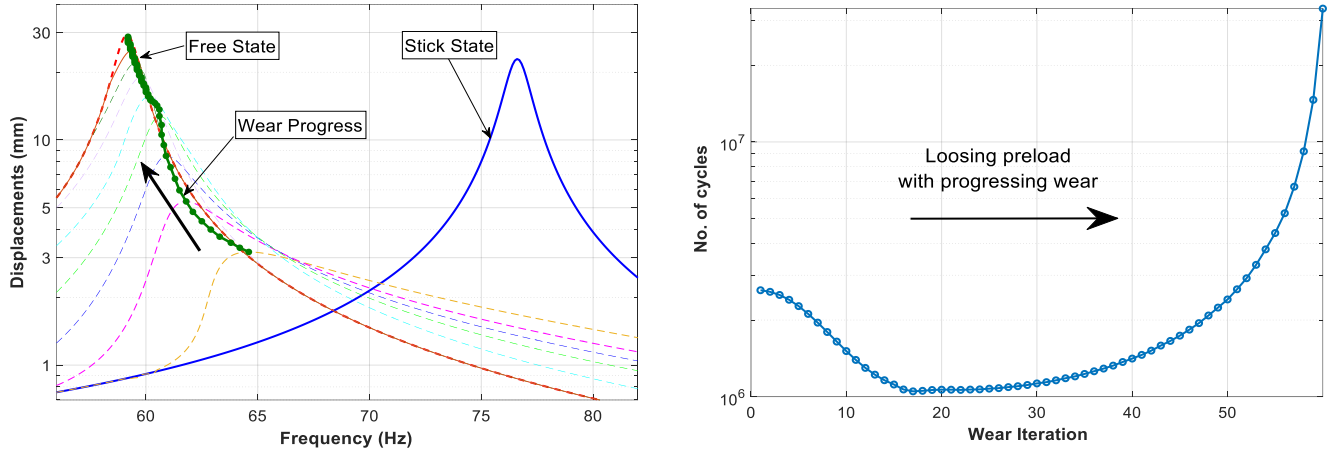 30
10
5
3
1
60
65
70
75
80
Displacements (mm)
Frequency (Hz)
Free State
Stick State
Wear Progress
10^7
10^6
0
10
20
30
40
50
No. of cycles
Wear Iteration
Loosing preload
with progressing wear